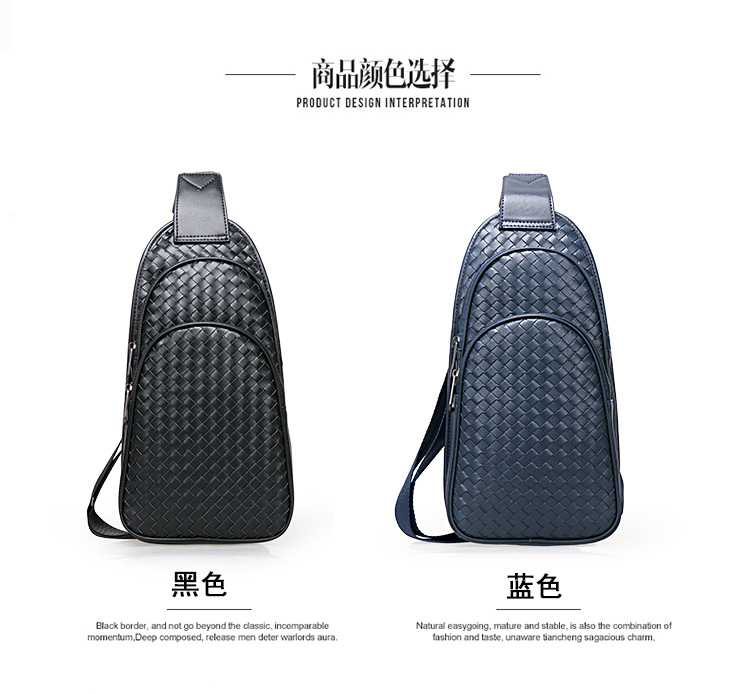 商品颜色选择
PRODUCT DESIGN INTERPRETATION
黑色
Black border, and not go beyond the classic, incomparable
momentum,Deep composed, release men deter warlords aura.
蓝色
Natural easygoing, mature and stable, is also the combination of
fashion and taste, unaware tiancheng sagacious charm,